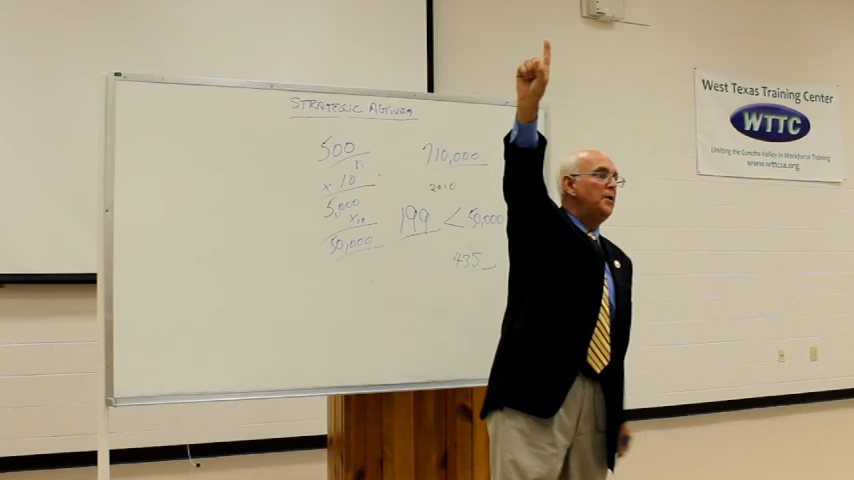 STRATEGIC
500
x 10
5,000
x10
50,000
710,000
2010
199 < 50,000
435
West Texas Training Center
WTTC
Uniting the Concho Valley in Workforce Training
www.wttcsa.org